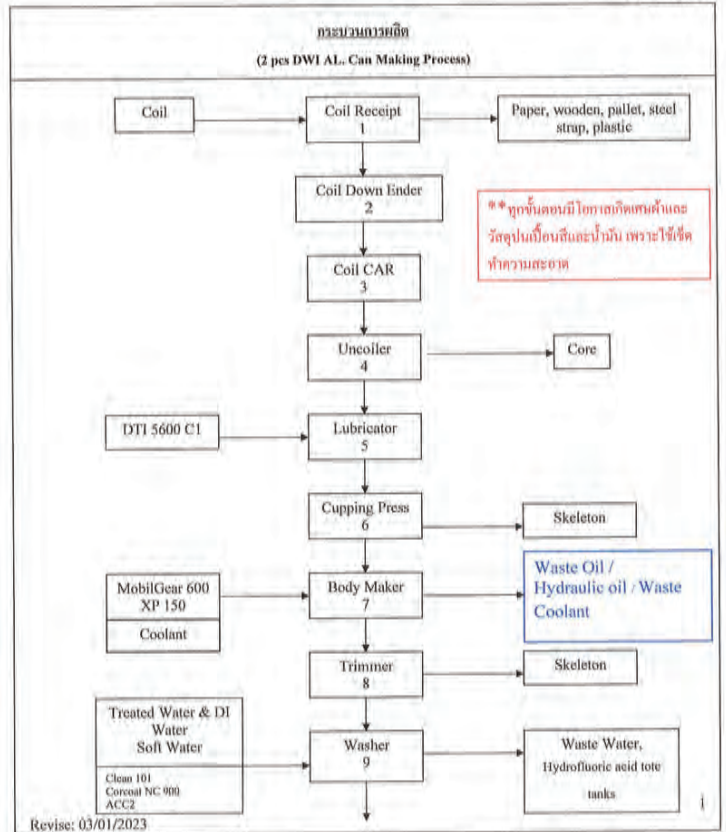 กระบวนการผลิต
(2 pcs DWI AL. Can Making Process)
Coil
Coil Receipt
1
Paper, wooden, pallet, steel
strap, plastic
Coil Down Ender
2
**ทุกขั้นตอนมีโอกาสเกิดเศษผ้าและ
วัสดุปนเปื้อนสีและน้ำมัน เพราะใช้เช็ด
ทำความสะอาด
Coil CAR
3
Uncoiler
4
Core
DTI 5600 C1
Lubricator
5
Cupping Press
6
Skeleton
MobilGear 600
XP 150
Coolant
Body Maker
7
Waste Oil /
Hydraulic oil / Waste
Coolant
Trimmer
8
Skeleton
Treated Water & DI
Water
Soft Water
Clean 101
Corcoal NC 900
ACC2
Washer
9
Waste Water,
Hydrofluoric acid tote
tanks
1
Revise: 03/01/2023